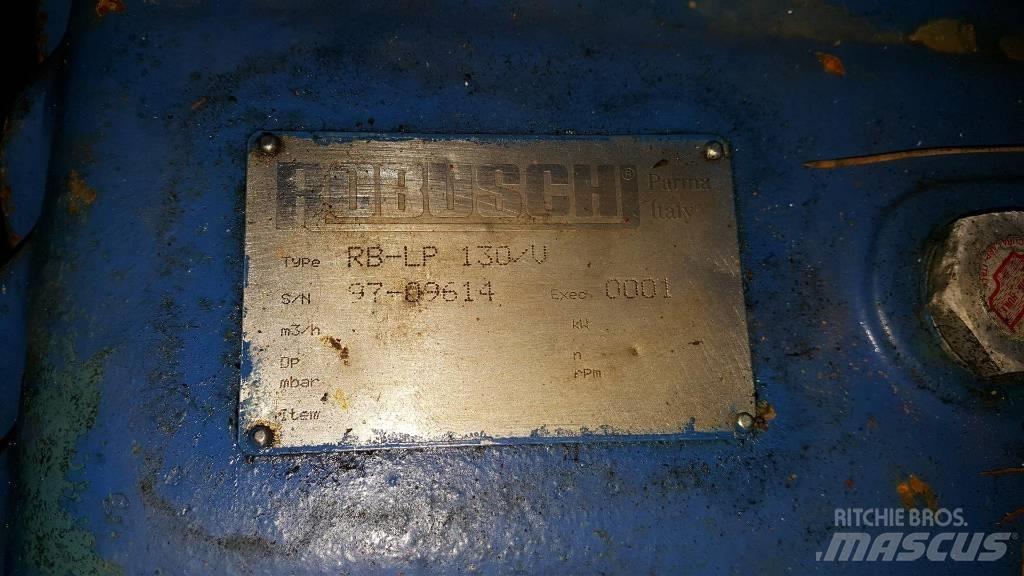 ROBUSCHI® Parma
Italy
Type RB-LP 130/V
S/N 97-09614 Exec. 0001
m3/h kW
DP n
mbar rpm
Item
RITCHIE BROS.
MASCUS